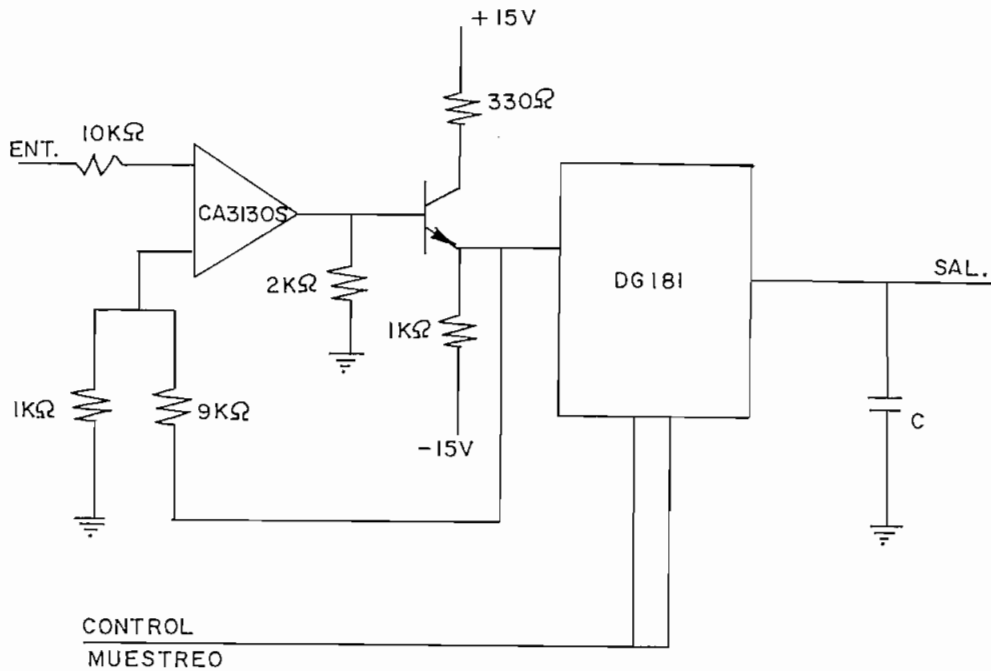 +15V
330Ω
10KΩ
ENT.
CA3130S
2KΩ
1KΩ
DG181
SAL.
1KΩ
9KΩ
-15V
C
CONTROL
MUESTREO